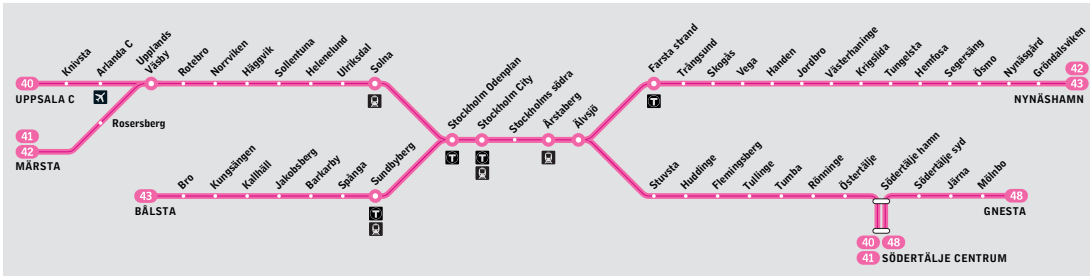 40
UPPSALA C
Knivsta
Arlanda C
Upplands
Väsby
Rotebro
Norrviken
Häggvik
Sollentuna
Helenelund
Ulriksdal
Solna
41
42
MÄRSTA
Rosersberg
43
BÅLSTA
Bro
Kungsängen
Kallhäll
Jakobsberg
Barkarby
Spånga
Sundbyberg
T
Stockholm Odenplan
T
Stockholm City
T
Stockholms södra
Årstaberg
Älvsjö
Farsta strand
T
Trångsund
Skogås
Vega
Handen
Jordbro
Västerhaninge
Krigslida
Tungelsta
Hemfosa
Segersäng
Ösmo
Nynäsgård
Gröndalsviken
42
43
NYNÄSHAMN
Stuvsta
Huddinge
Flemingsberg
Tullinge
Tumba
Rönninge
Östertälje
Södertälje hamn
Södertälje syd
Järna
Mölnbo
48
GNESTA
40
48
41
SÖDERTÄLJE CENTRUM